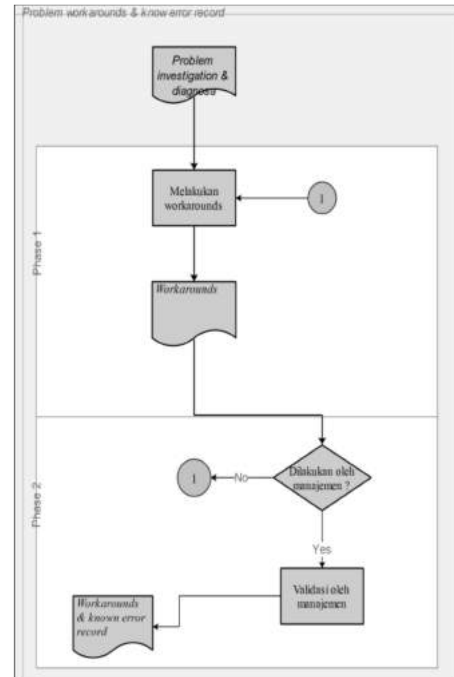 Problem workarounds & know error record
Problem
investigation &
diagnosa
Phase 1
Melakukan
workarounds
1
Workarounds
Phase 2
Dilakukan oleh
manajemen ?
No
1
Yes
Validasi oleh
manajemen
Workarounds
& known error
record